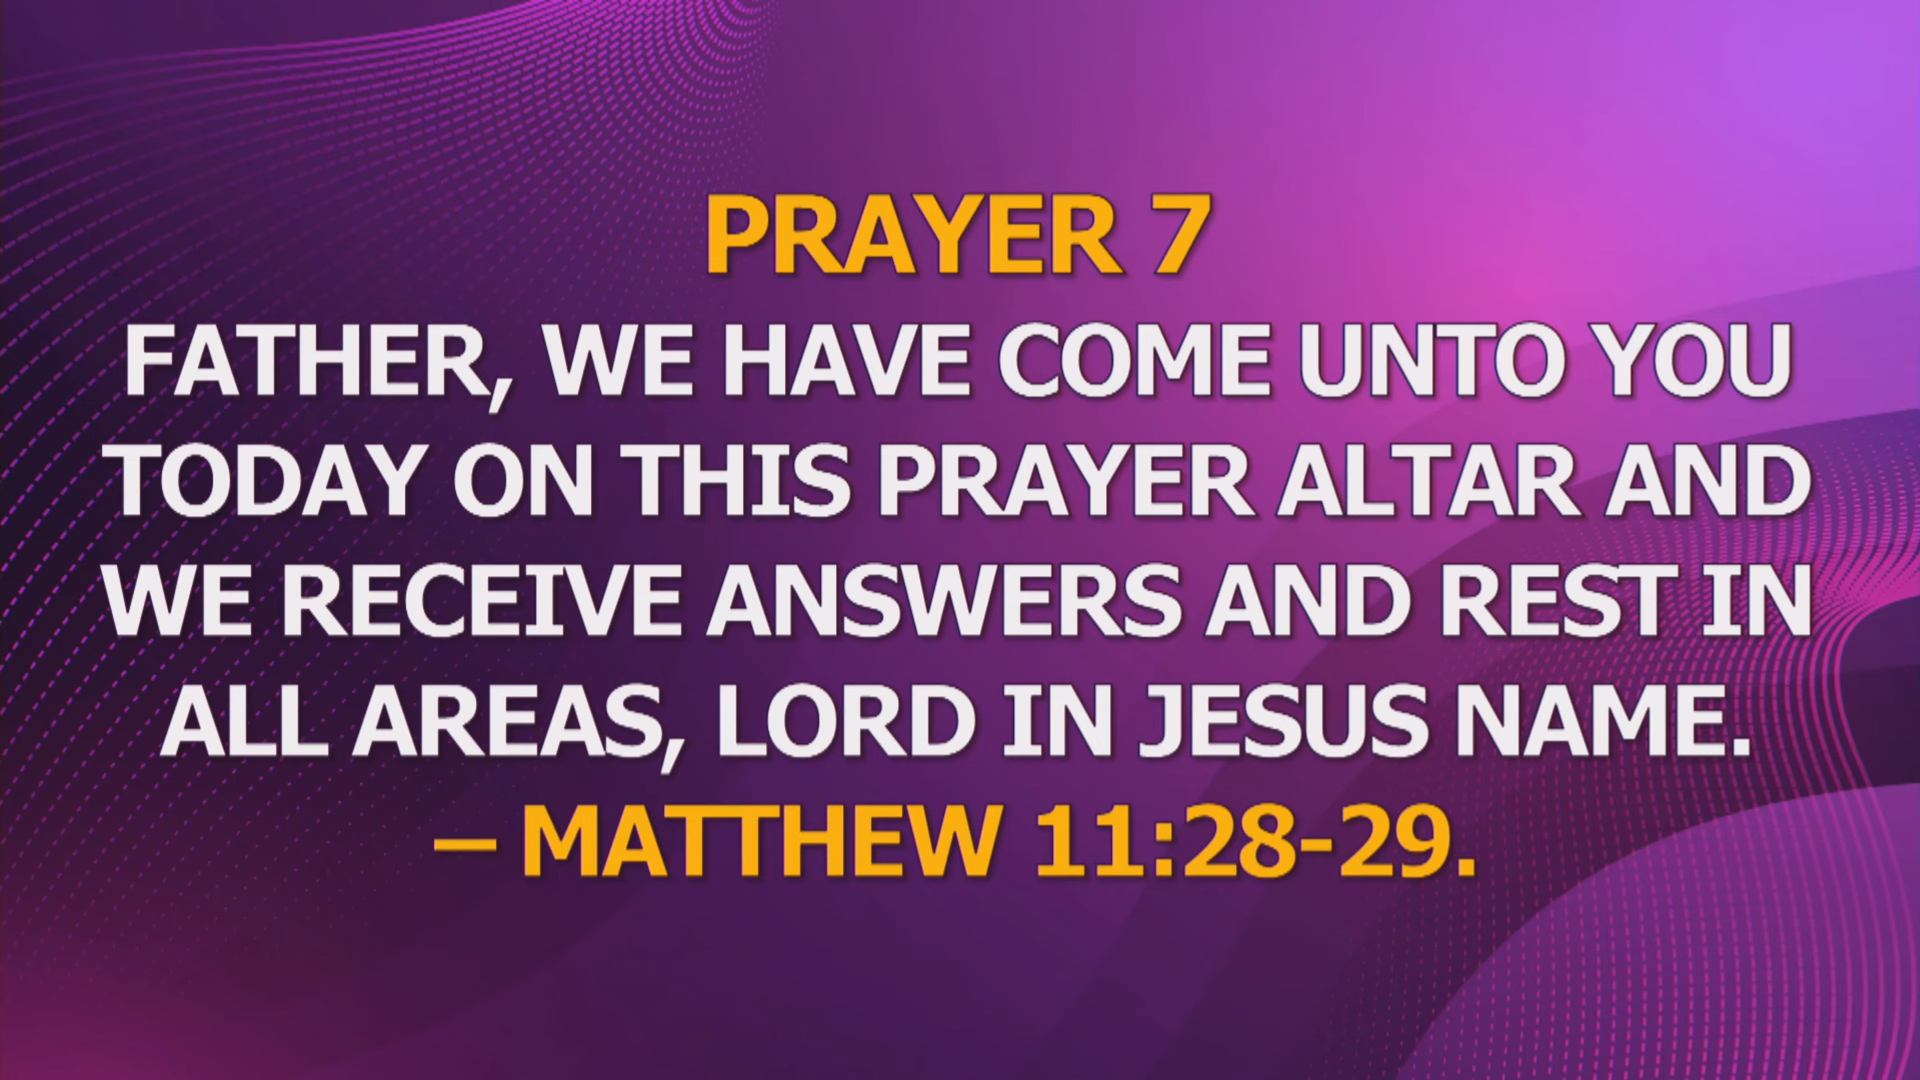 PRAYER 7
FATHER, WE HAVE COME UNTO YOU
TODAY ON THIS PRAYER ALTAR AND
WE RECEIVE ANSWERS AND REST IN
ALL AREAS, LORD IN JESUS NAME.
– MATTHEW 11:28-29.